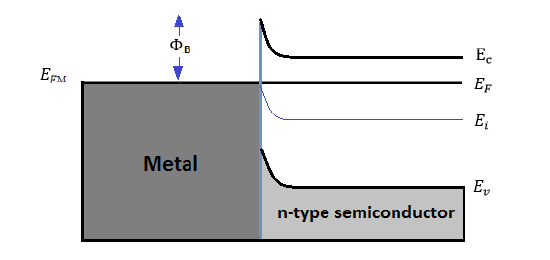 Φ_B
E_c
E_FM
E_F
E_i
Metal
E_v
n-type semiconductor